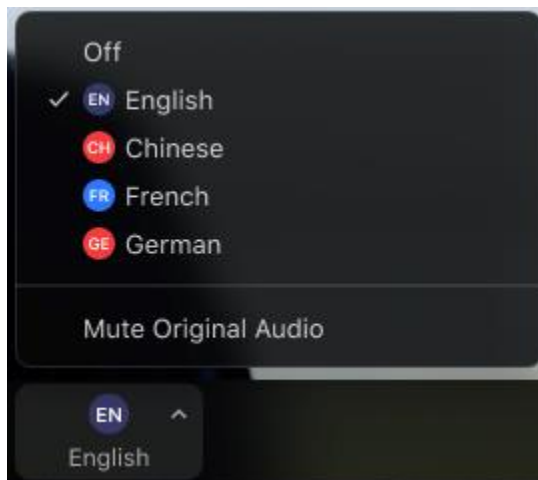 Off
✓ EN English
CH Chinese
FR French
GE German
Mute Original Audio
EN
English